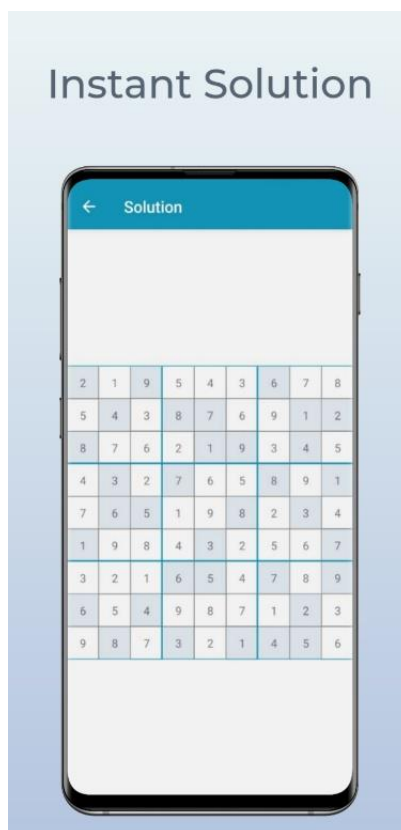 Instant Solution
← Solution
2 1 9 5 4 3 6 7 8
5 4 3 8 7 6 9 1 2
8 7 6 2 1 9 3 4 5
4 3 2 7 6 5 8 9 1
7 6 5 1 9 8 2 3 4
1 9 8 4 3 2 5 6 7
3 2 1 6 5 4 7 8 9
6 5 4 9 8 7 1 2 3
9 8 7 3 2 1 4 5 6